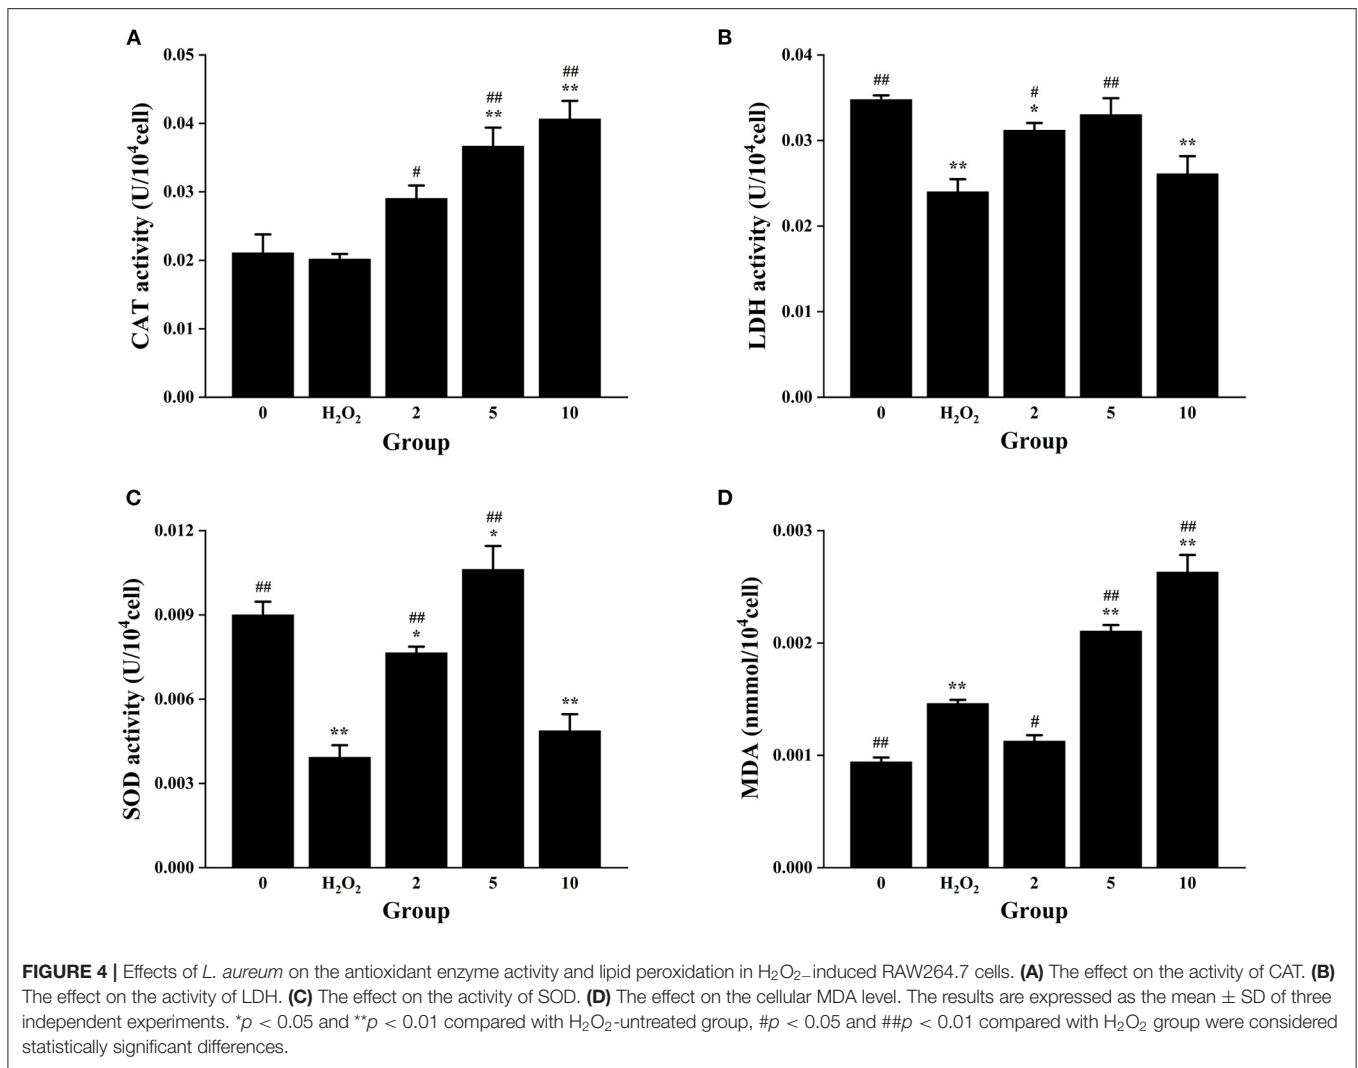 A
CAT activity (U/10⁴cell)
0.05
0.04
0.03
0.02
0.01
0.00
##
**
##
**
#
0 H₂O₂ 2 5 10
Group
B
LDH activity (U/10⁴cell)
0.04
0.03
0.02
0.01
0.00
##
**
#
*
##
**
0 H₂O₂ 2 5 10
Group
C
SOD activity (U/10⁴cell)
0.012
0.009
0.006
0.003
0.000
##
**
##
*
##
*
**
0 H₂O₂ 2 5 10
Group
D
MDA (nmmol/10⁴cell)
0.003
0.002
0.001
0.000
##
**
#
##
**
##
**
0 H₂O₂ 2 5 10
Group
FIGURE 4 | Effects of L. aureum on the antioxidant enzyme activity and lipid peroxidation in H₂O₂₋induced RAW264.7 cells. (A) The effect on the activity of CAT. (B)
The effect on the activity of LDH. (C) The effect on the activity of SOD. (D) The effect on the cellular MDA level. The results are expressed as the mean ± SD of three
independent experiments. *p < 0.05 and **p < 0.01 compared with H₂O₂-untreated group, #p < 0.05 and ##p < 0.01 compared with H₂O₂ group were considered
statistically significant differences.